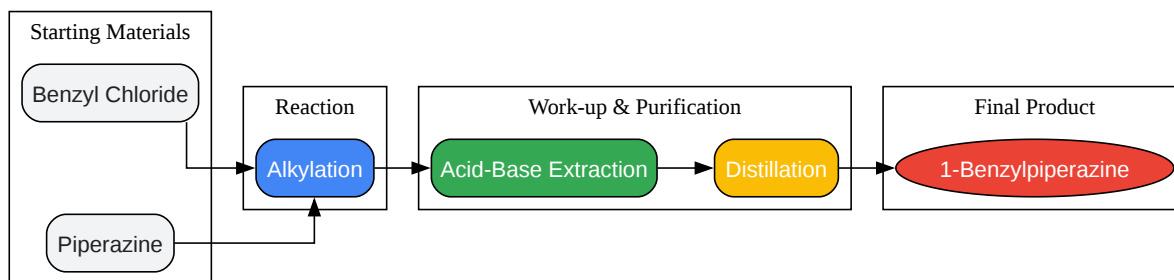 Starting Materials
Benzyl Chloride
Piperazine
Reaction
Alkylation
Work-up & Purification
Acid-Base Extraction
Distillation
Final Product
1-Benzylpiperazine